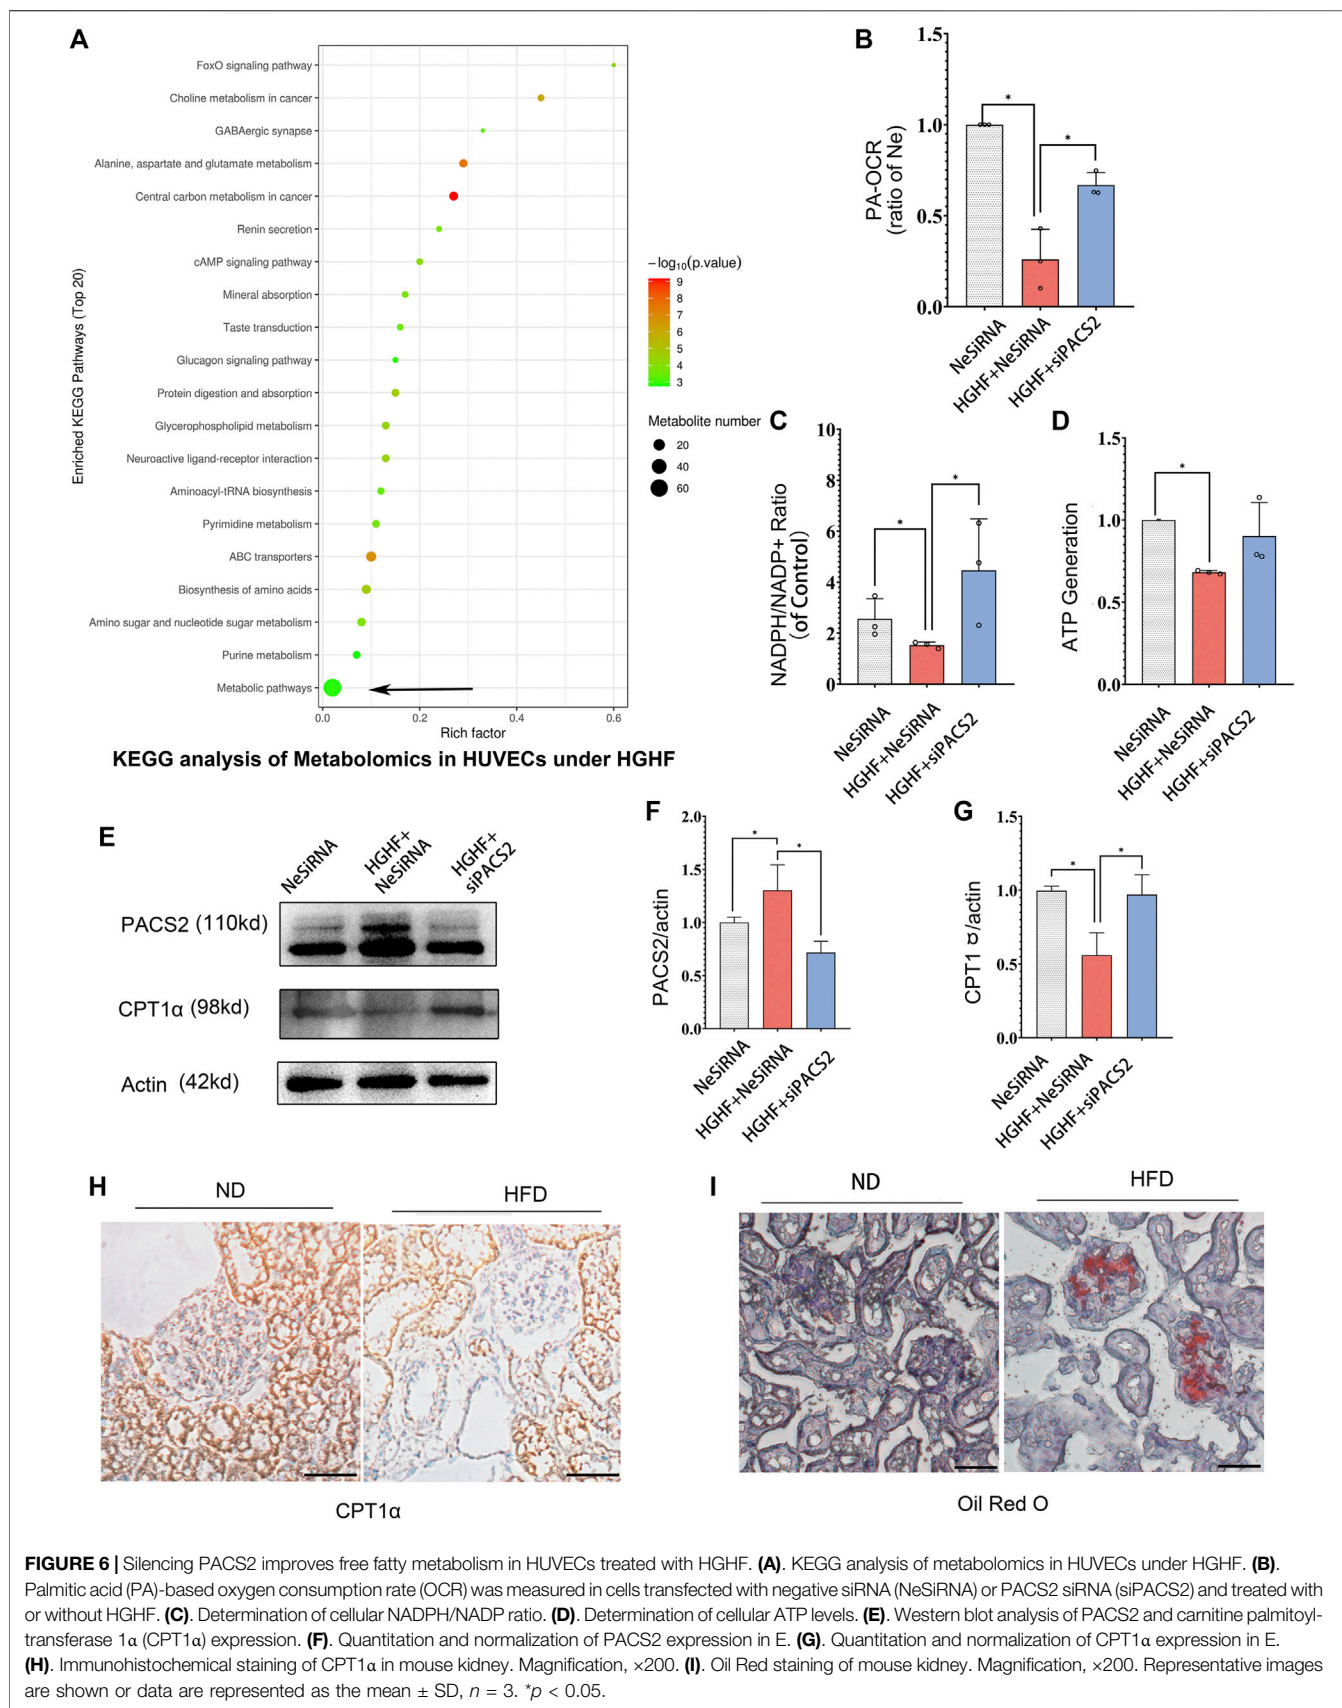 A
Enriched KEGG Pathways (Top 20)
FoxO signaling pathway
Choline metabolism in cancer
GABAergic synapse
Alanine, aspartate and glutamate metabolism
Central carbon metabolism in cancer
Renin secretion
cAMP signaling pathway
Mineral absorption
Taste transduction
Glucagon signaling pathway
Protein digestion and absorption
Glycerophospholipid metabolism
Neuroactive ligand-receptor interaction
Aminoacyl-tRNA biosynthesis
Pyrimidine metabolism
ABC transporters
Biosynthesis of amino acids
Amino sugar and nucleotide sugar metabolism
Purine metabolism
Metabolic pathways
0.0 0.2 0.4 0.6
Rich factor
−log10(p.value)
9
8
7
6
5
4
3
Metabolite number
20
40
60
KEGG analysis of Metabolomics in HUVECs under HGHF
B
PA-OCR
(ratio of Ne)
1.5
1.0
0.5
0.0
* *
NeSiRNA
HGHF+NeSiRNA
HGHF+siPACS2
C
NADPH/NADP+ Ratio
(of Control)
10
8
6
4
2
0
* *
NeSiRNA
HGHF+NeSiRNA
HGHF+siPACS2
D
ATP Generation
1.5
1.0
0.5
0.0
*
NeSiRNA
HGHF+NeSiRNA
HGHF+siPACS2
E
NeSiRNA
HGHF+
NeSiRNA
HGHF+
siPACS2
PACS2 (110kd)
CPT1α (98kd)
Actin (42kd)
F
PACS2/actin
2.0
1.5
1.0
0.5
0.0
* *
NeSiRNA
HGHF+NeSiRNA
HGHF+siPACS2
G
CPT1 ʊ/actin
1.5
1.0
0.5
0.0
* *
NeSiRNA
HGHF+NeSiRNA
HGHF+siPACS2
H
ND HFD
CPT1α
I
ND HFD
Oil Red O
FIGURE 6 | Silencing PACS2 improves free fatty metabolism in HUVECs treated with HGHF. (A). KEGG analysis of metabolomics in HUVECs under HGHF. (B).
Palmitic acid (PA)-based oxygen consumption rate (OCR) was measured in cells transfected with negative siRNA (NeSiRNA) or PACS2 siRNA (siPACS2) and treated with
or without HGHF. (C). Determination of cellular NADPH/NADP ratio. (D). Determination of cellular ATP levels. (E). Western blot analysis of PACS2 and carnitine palmitoyl-
transferase 1α (CPT1α) expression. (F). Quantitation and normalization of PACS2 expression in E. (G). Quantitation and normalization of CPT1α expression in E.
(H). Immunohistochemical staining of CPT1α in mouse kidney. Magnification, ×200. (I). Oil Red staining of mouse kidney. Magnification, ×200. Representative images
are shown or data are represented as the mean ± SD, n = 3. *p < 0.05.